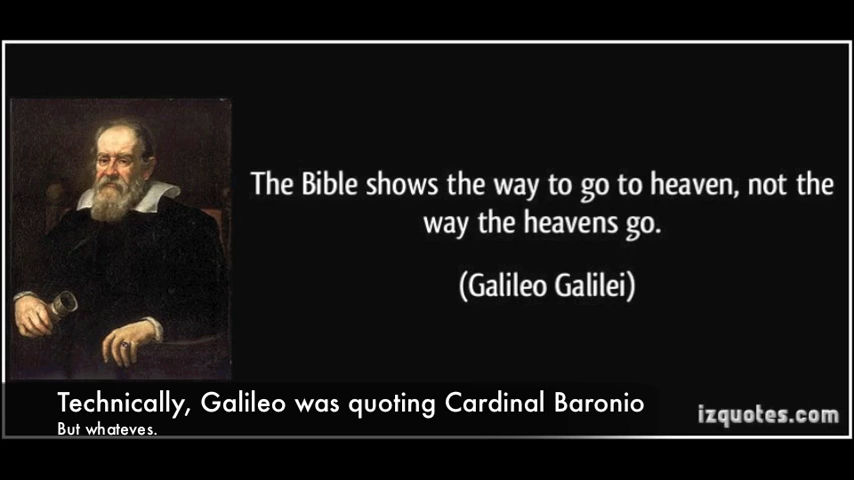 The Bible shows the way to go to heaven, not the
way the heavens go.
(Galileo Galilei)
Technically, Galileo was quoting Cardinal Baronio
But whateves.
izquotes.com